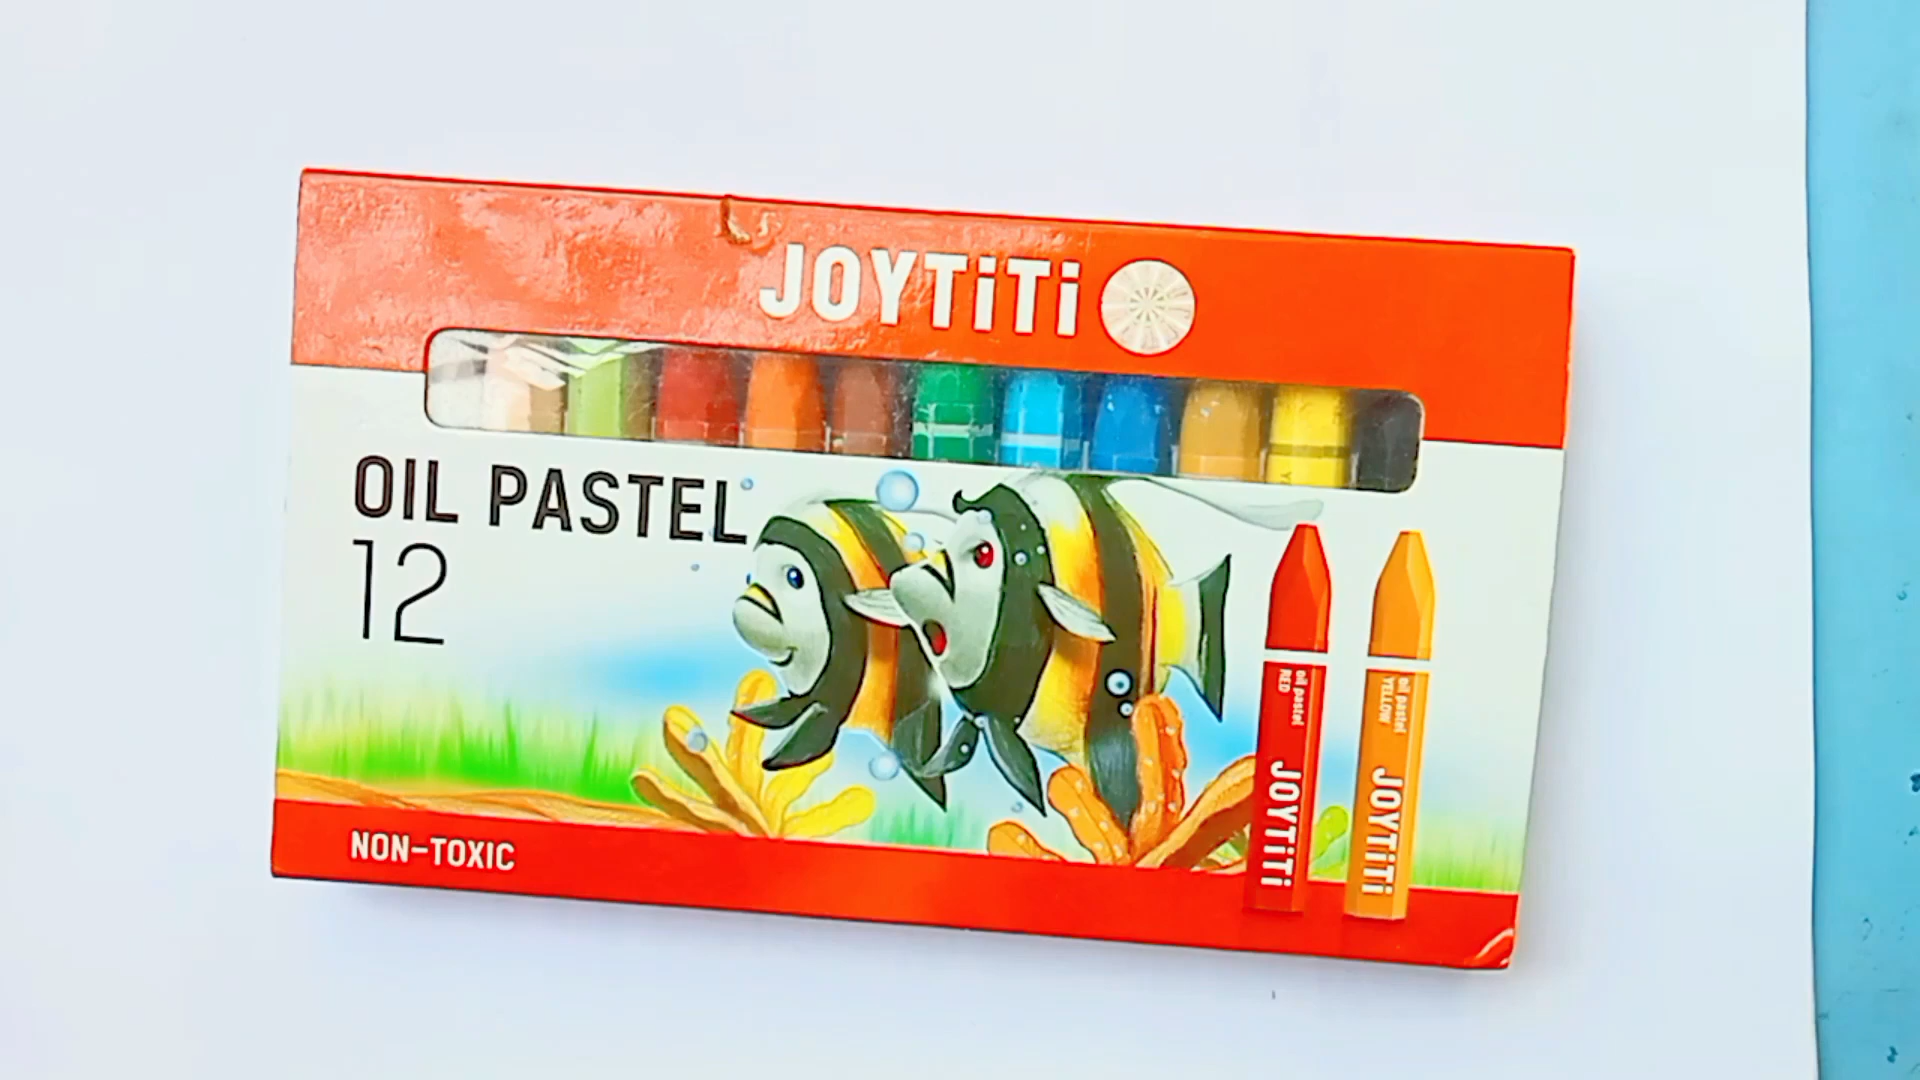 JOYTiTi
OIL PASTEL
12
oil pastel
RED
JOYTiTi
oil pastel
YELLOW
JOYTiTi
NON-TOXIC